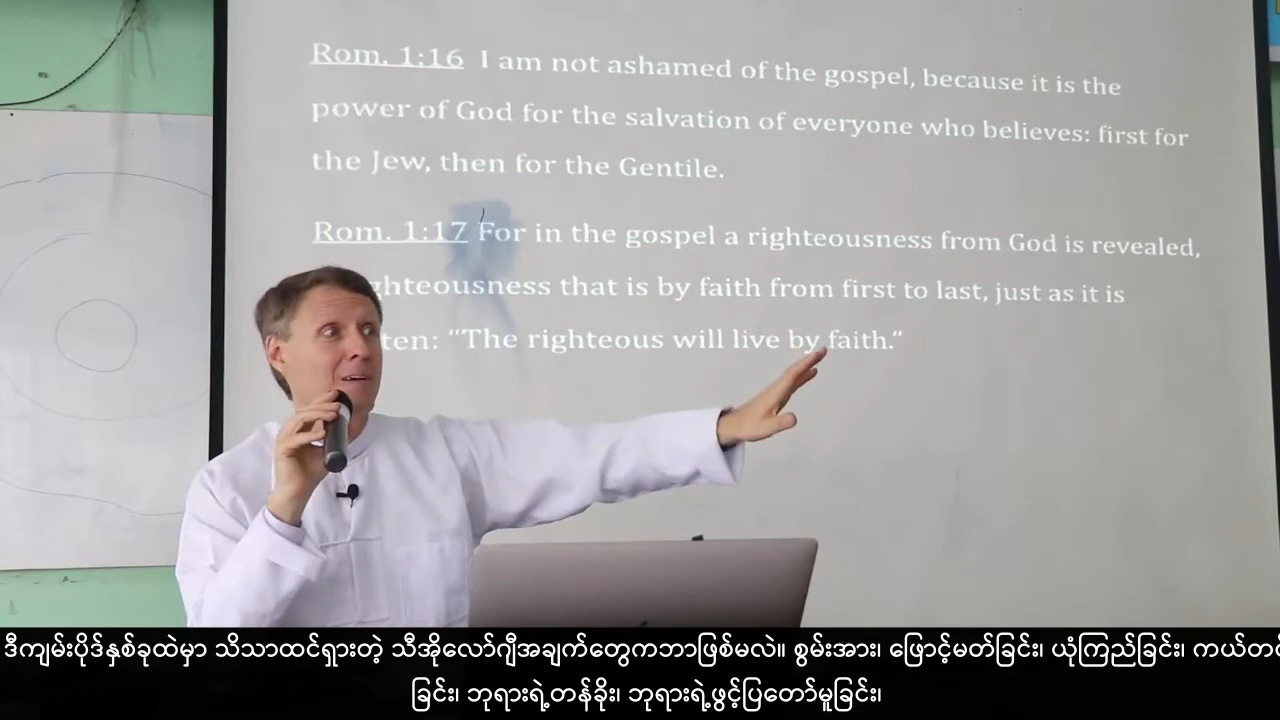 Rom. 1:16 I am not ashamed of the gospel, because it is the
power of God for the salvation of everyone who believes: first for
the Jew, then for the Gentile.
Rom. 1:17 For in the gospel a righteousness from God is revealed,
ghteousness that is by faith from first to last, just as it is
ten: “The righteous will live by faith.”
ဒီကျမ်းပိုဒ်နှစ်ခုထဲမှာ သိသာထင်ရှားတဲ့ သီအိုလော်ဂျီအချက်တွေကဘာဖြစ်မလဲ။ စွမ်းအား၊ ဖြောင့်မတ်ခြင်း၊ ယုံကြည်ခြင်း၊ ကယ်တင်
ခြင်း၊ ဘုရားရဲ့တန်ခိုး၊ ဘုရားရဲ့ဖွင့်ပြတော်မူခြင်း၊